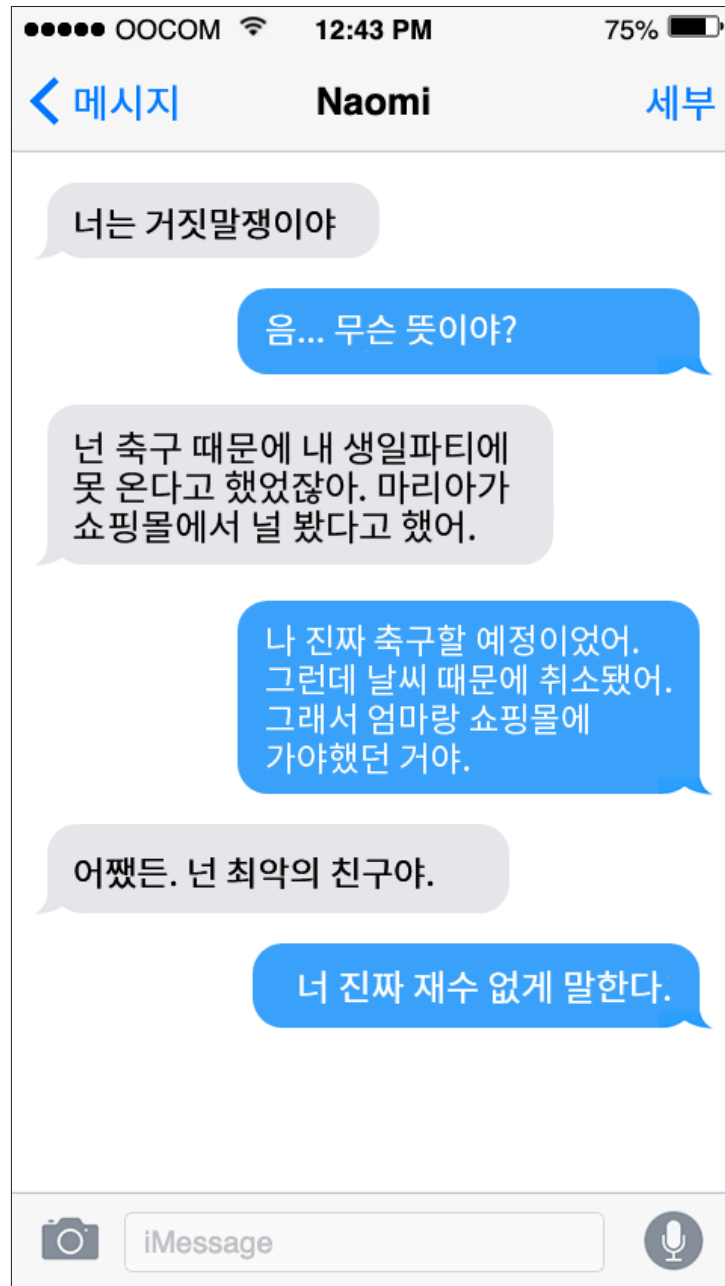 OOCOM 12:43 PM 75%
메시지 Naomi 세부
너는 거짓말쟁이야
음... 무슨 뜻이야?
넌 축구 때문에 내 생일파티에
못 온다고 했었잖아. 마리아가
쇼핑몰에서 널 봤다고 했어.
나 진짜 축구할 예정이었어.
그런데 날씨 때문에 취소됐어.
그래서 엄마랑 쇼핑몰에
가야했던 거야.
어쨌든. 넌 최악의 친구야.
너 진짜 재수 없게 말한다.
iMessage